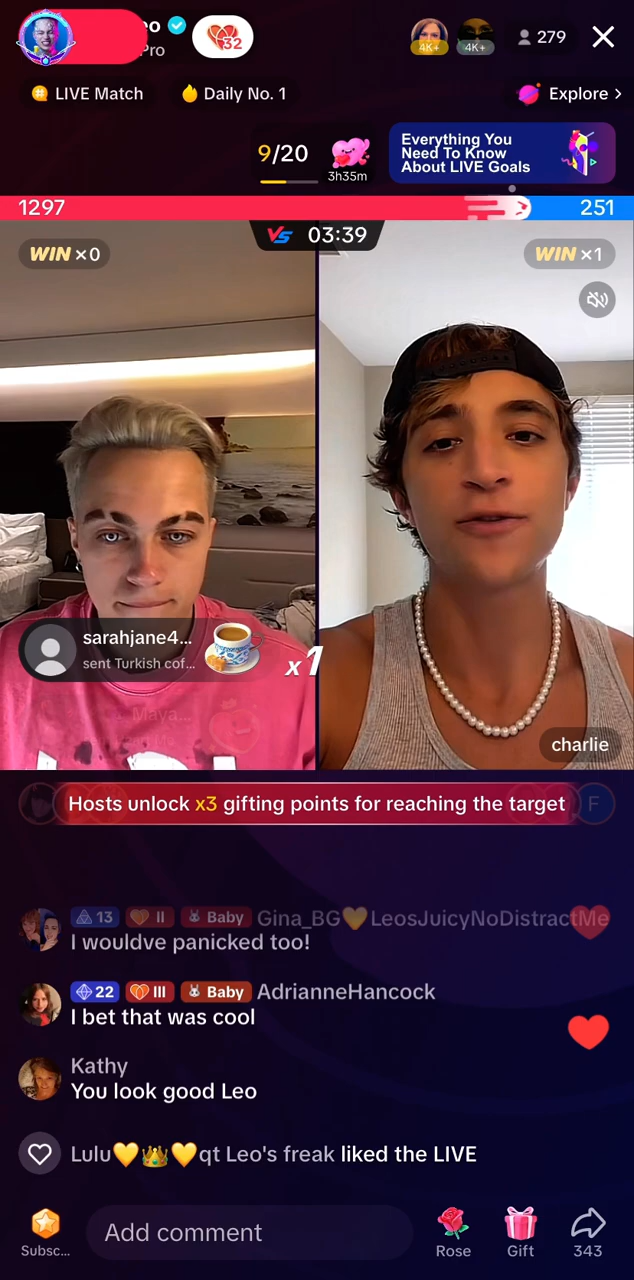 o
Pro
32
4K+
4K+
279
LIVE Match
Daily No. 1
Explore >
9/20
3h35m
Everything You
Need To Know
About LIVE Goals
1297
251
VS 03:39
WIN ×0
WIN ×1
sarahjane4...
sent Turkish cof...
x1
Maya...
charlie
Hosts unlock x3 gifting points for reaching the target
F
13 II Baby Gina_BG💛LeosJuicyNoDistractMe
I wouldve panicked too!
22 III Baby AdrianneHancock
I bet that was cool
Kathy
You look good Leo
Lulu💛👑💛qt Leo's freak liked the LIVE
Subsc...
Add comment
Rose
Gift
343